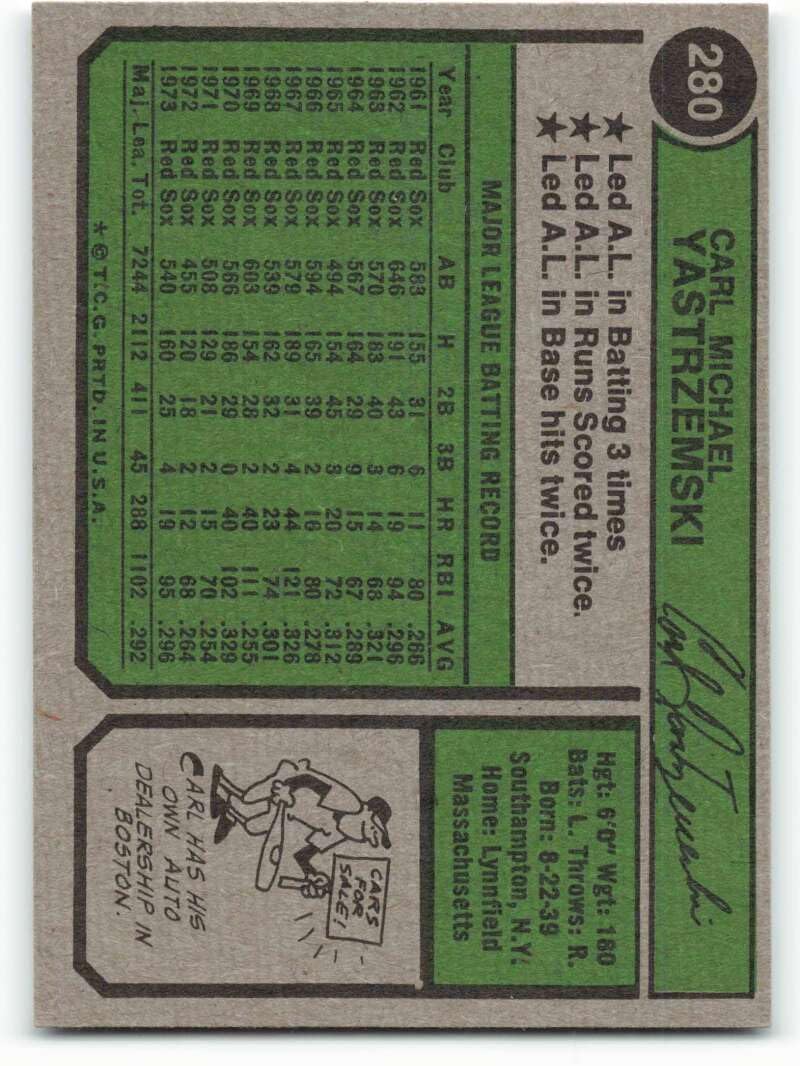 280
CARL MICHAEL
YASTRZEMSKI
Carl Yastrzemski
★ Led A.L. in Batting 3 times
★ Led A.L. in Runs Scored twice.
★ Led A.L. in Base hits twice.
Hgt: 6'0" Wgt: 180
Bats: L. Throws: R.
Born: 8-22-39
Southampton, N.Y.
Home: Lynnfield
Massachusetts
MAJOR LEAGUE BATTING RECORD
Year Club AB H 2B 3B HR RBI AVG
1961 Red Sox 583 155 31 6 11 80 .266
1962 Red Sox 646 191 43 6 19 94 .296
1963 Red Sox 570 183 40 3 14 68 .321
1964 Red Sox 567 164 29 9 15 67 .289
1965 Red Sox 494 154 45 3 20 72 .312
1966 Red Sox 594 165 39 2 16 80 .278
1967 Red Sox 579 189 31 4 44 121 .326
1968 Red Sox 539 162 32 2 23 74 .301
1969 Red Sox 603 154 28 2 40 111 .255
1970 Red Sox 566 186 29 0 40 102 .329
1971 Red Sox 508 129 21 2 15 70 .254
1972 Red Sox 455 120 18 2 12 68 .264
1973 Red Sox 540 160 25 4 19 95 .296
Maj. Lea. Tot. 7244 2112 411 45 288 1102 .292
* © T.C.G. PRTD. IN U.S.A.
CARS
FOR
SALE!
CARL HAS HIS
OWN AUTO
DEALERSHIP IN
BOSTON.